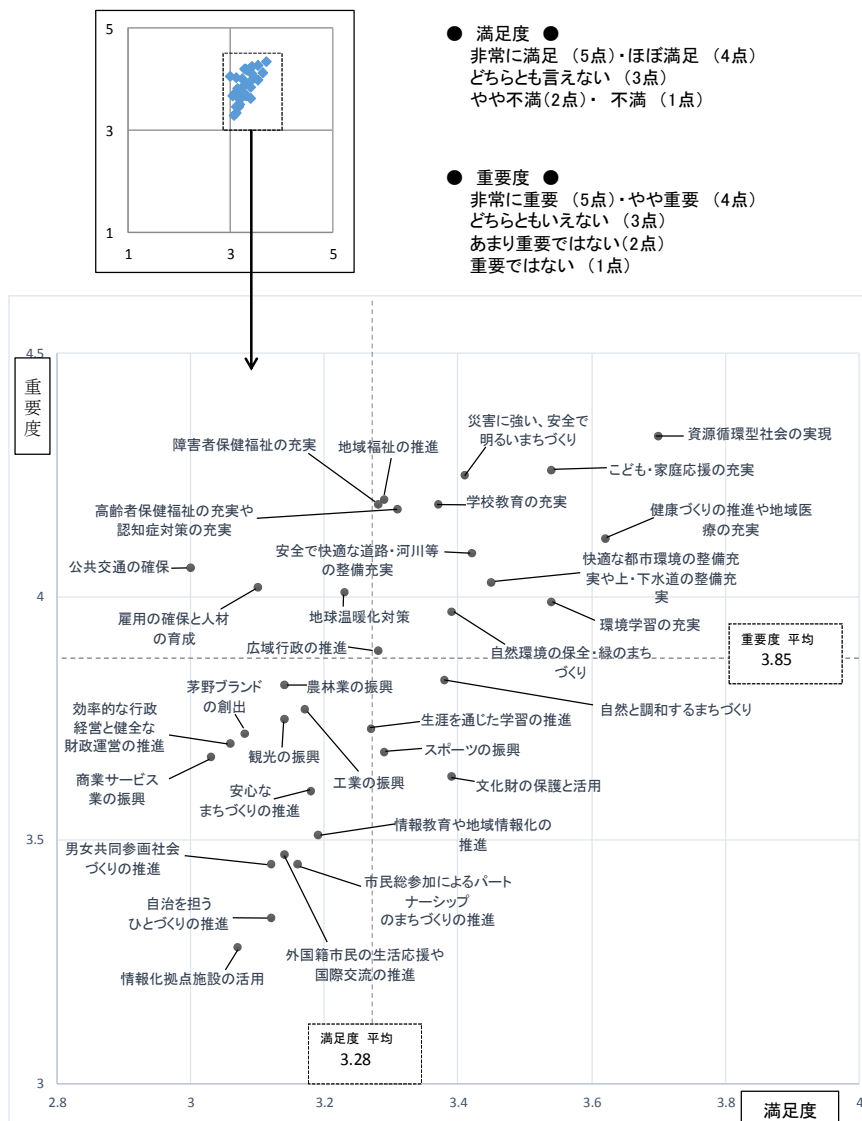 5
3
1
1
3
5
● 満足度 ●
非常に満足 (5点)・ほぼ満足 (4点)
どちらとも言えない (3点)
やや不満(2点)・ 不満 (1点)
● 重要度 ●
非常に重要 (5点)・やや重要 (4点)
どちらともいえない (3点)
あまり重要ではない(2点)
重要ではない (1点)
重要度
4.5
4
3.5
3
障害者保健福祉の充実
地域福祉の推進
災害に強い、安全で
明るいまちづくり
資源循環型社会の実現
こども・家庭応援の充実
高齢者保健福祉の充実や
認知症対策の充実
学校教育の充実
健康づくりの推進や地域医
療の充実
公共交通の確保
安全で快適な道路・河川等
の整備充実
快適な都市環境の整備充
実や上・下水道の整備充
実
雇用の確保と人材
の育成
地球温暖化対策
環境学習の充実
広域行政の推進
自然環境の保全・緑のまち
づくり
重要度 平均
3.85
茅野ブランド
の創出
農林業の振興
自然と調和するまちづくり
効率的な行政
経営と健全な
財政運営の推進
生涯を通じた学習の推進
観光の振興
スポーツの振興
商業サービス
業の振興
工業の振興
文化財の保護と活用
安心な
まちづくりの推進
情報教育や地域情報化の
推進
男女共同参画社会
づくりの推進
市民総参加によるパート
ナーシップ
のまちづくりの推進
自治を担う
ひとづくりの推進
外国籍市民の生活応援や
国際交流の推進
情報化拠点施設の活用
満足度 平均
3.28
2.8
3
3.2
3.4
3.6
3.8
4
満足度